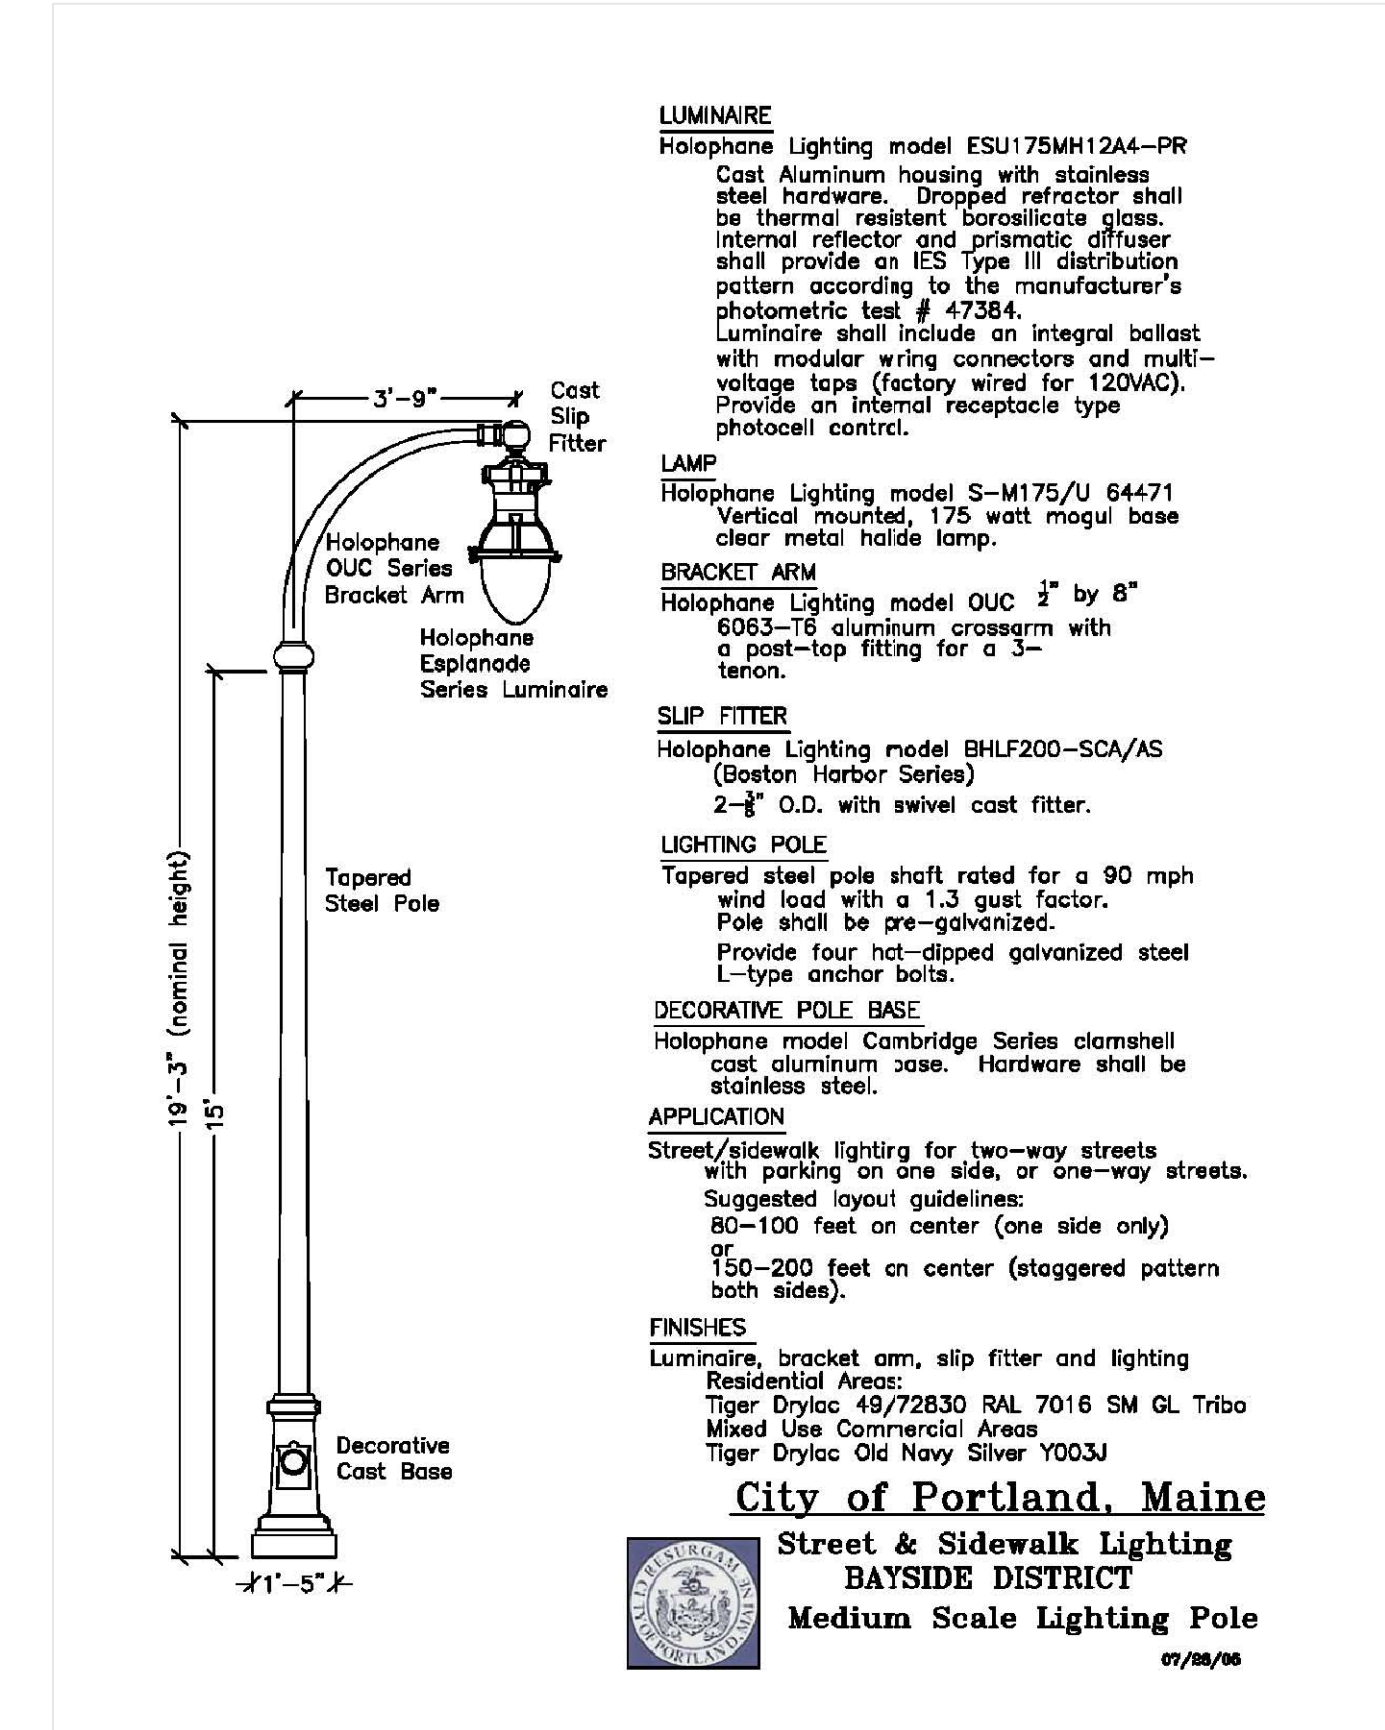 LUMINAIRE
Holophane Lighting model ESU175MH12A4-PR
Cast Aluminum housing with stainless
steel hardware. Dropped refractor shall
be thermal resistent borosilicate glass.
Internal reflector and prismatic diffuser
shall provide an IES Type III distribution
pattern according to the manufacturer's
photometric test # 47384.
Luminaire shall include an integral ballast
with modular wring connectors and multi-
voltage taps (factory wired for 120VAC).
Provide an internal receptacle type
photocell control.
LAMP
Holophane Lighting model S-M175/U 64471
Vertical mounted, 175 watt mogul base
clear metal halide lamp.
BRACKET ARM
Holophane Lighting model OUC ½" by 8"
6063-T6 aluminum crossarm with
a post-top fitting for a 3-
tenon.
SLIP FITTER
Holophane Lighting model BHLF200-SCA/AS
(Boston Harbor Series)
2-⅜" O.D. with swivel cast fitter.
LIGHTING POLE
Tapered steel pole shaft rated for a 90 mph
wind load with a 1.3 gust factor.
Pole shall be pre-galvanized.
Provide four hot-dipped galvanized steel
L-type anchor bolts.
DECORATIVE POLE BASE
Holophane model Cambridge Series clamshell
cast aluminum base. Hardware shall be
stainless steel.
APPLICATION
Street/sidewalk lighting for two-way streets
with parking on one side, or one-way streets.
Suggested layout guidelines:
80-100 feet on center (one side only)
or
150-200 feet on center (staggered pattern
both sides).
FINISHES
Luminaire, bracket arm, slip fitter and lighting
Residential Areas:
Tiger Drylac 49/72830 RAL 7016 SM GL Tribo
Mixed Use Commercial Areas
Tiger Drylac Old Navy Silver Y003J
City of Portland, Maine
Street & Sidewalk Lighting
BAYSIDE DISTRICT
Medium Scale Lighting Pole
3'-9"
Cast
Slip
Fitter
Holophane
OUC Series
Bracket Arm
Holophane
Esplanade
Series Luminaire
19'-3" (nominal height)
15'
Tapered
Steel Pole
Decorative
Cast Base
1'-5"
RESURGAM
CITY OF PORTLAND, MAINE